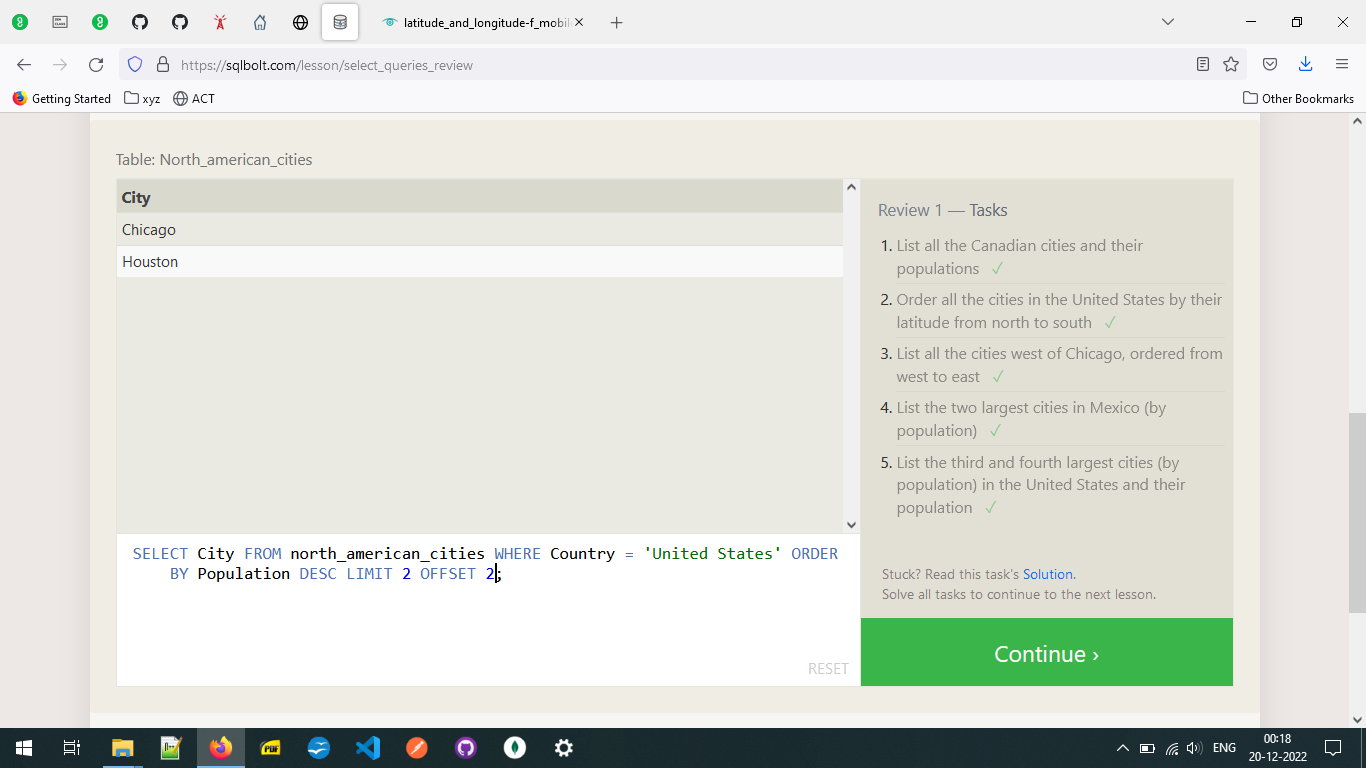 latitude_and_longitude-f_mobil
https://sqlbolt.com/lesson/select_queries_review
Getting Started
xyz
ACT
Other Bookmarks
Table: North_american_cities
City
Chicago
Houston
Review 1 — Tasks
1. List all the Canadian cities and their
populations ✓
2. Order all the cities in the United States by their
latitude from north to south ✓
3. List all the cities west of Chicago, ordered from
west to east ✓
4. List the two largest cities in Mexico (by
population) ✓
5. List the third and fourth largest cities (by
population) in the United States and their
population ✓
SELECT City FROM north_american_cities WHERE Country = 'United States' ORDER
BY Population DESC LIMIT 2 OFFSET 2;
RESET
Stuck? Read this task's Solution.
Solve all tasks to continue to the next lesson.
Continue ›
PDF
ENG
00:18
20-12-2022